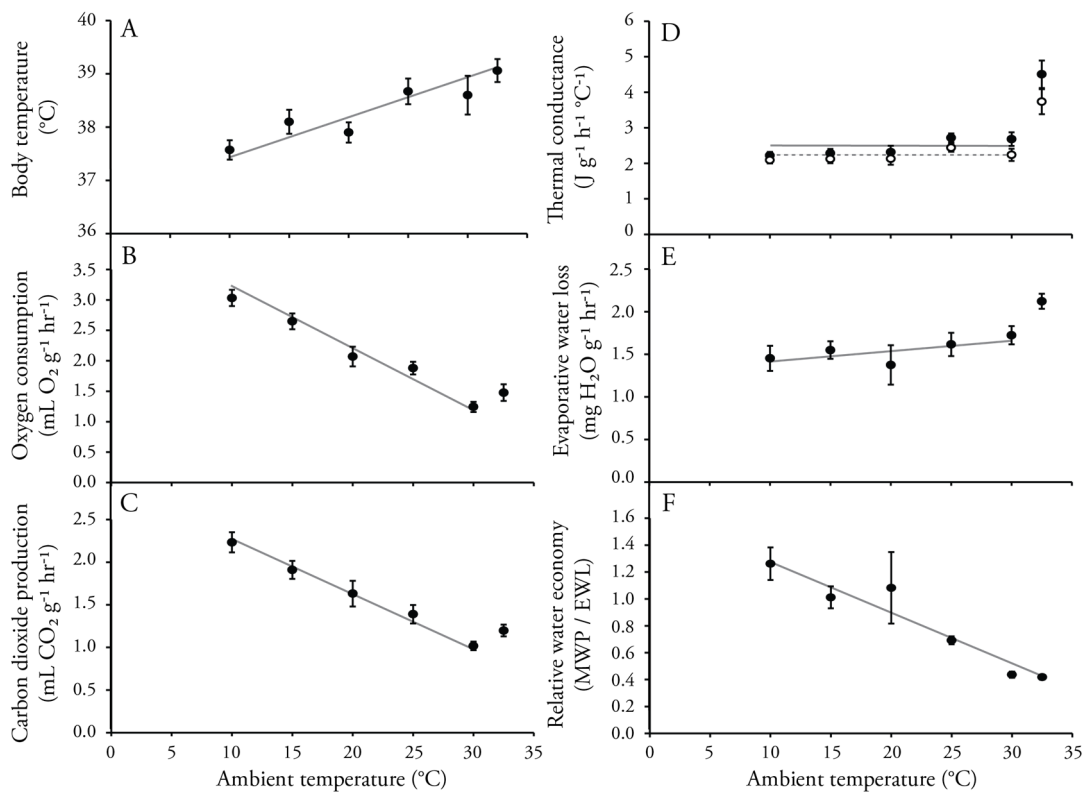 A
Body temperature
(°C)
40
39
38
37
36
B
Oxygen consumption
(mL O₂ g⁻¹ hr⁻¹)
3.5
3.0
2.5
2.0
1.5
1.0
0.5
0.0
C
Carbon dioxide production
(mL CO₂ g⁻¹ hr⁻¹)
2.5
2.0
1.5
1.0
0.5
0.0
0 5 10 15 20 25 30 35
Ambient temperature (°C)
D
Thermal conductance
(J g⁻¹ h⁻¹ °C⁻¹)
6
5
4
3
2
1
0
E
Evaporative water loss
(mg H₂O g⁻¹ hr⁻¹)
2.5
2.0
1.5
1.0
0.5
0.0
F
Relative water economy
(MWP / EWL)
1.6
1.4
1.2
1.0
0.8
0.6
0.4
0.2
0.0
0 5 10 15 20 25 30 35
Ambient temperature (°C)